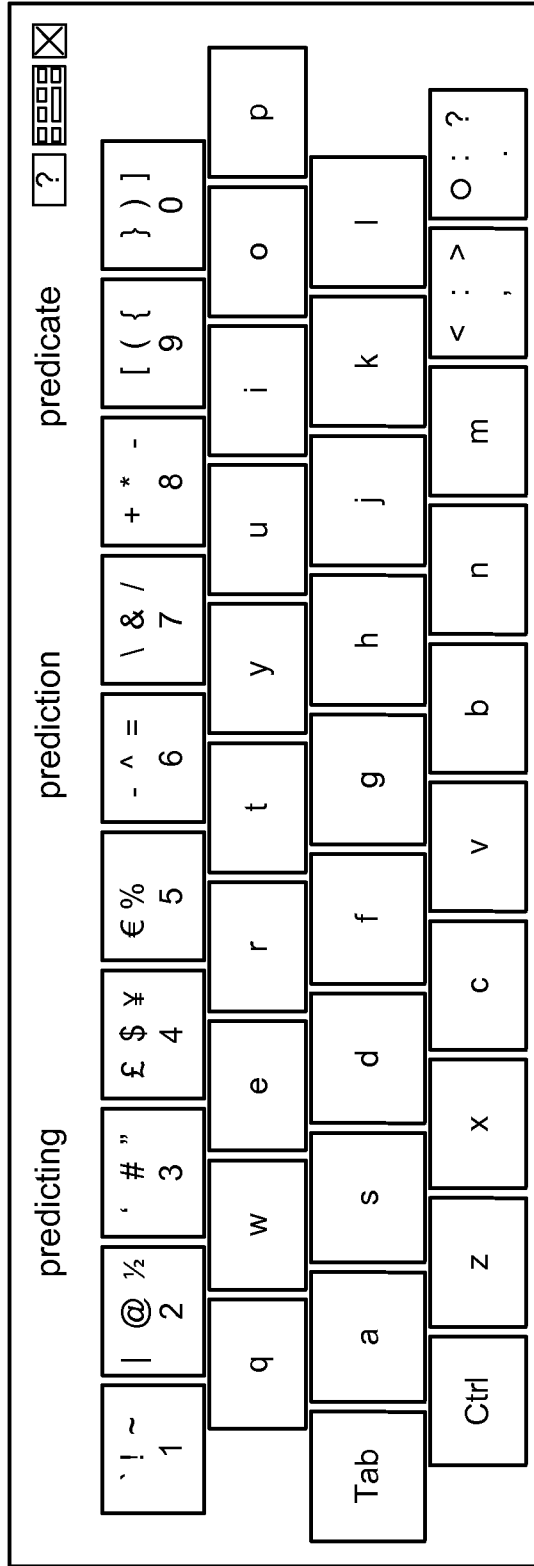 predicting prediction predicate ?
` ! ~ | @ ½ ‘ # ” £ $ ¥ € % - ^ = \ & / + * - [ ( { } ) ]
1 2 3 4 5 6 7 8 9 0
q w e r t y u i o p
Tab a s d f g h j k l
Ctrl z x c v b n m < : > O : ?
, .